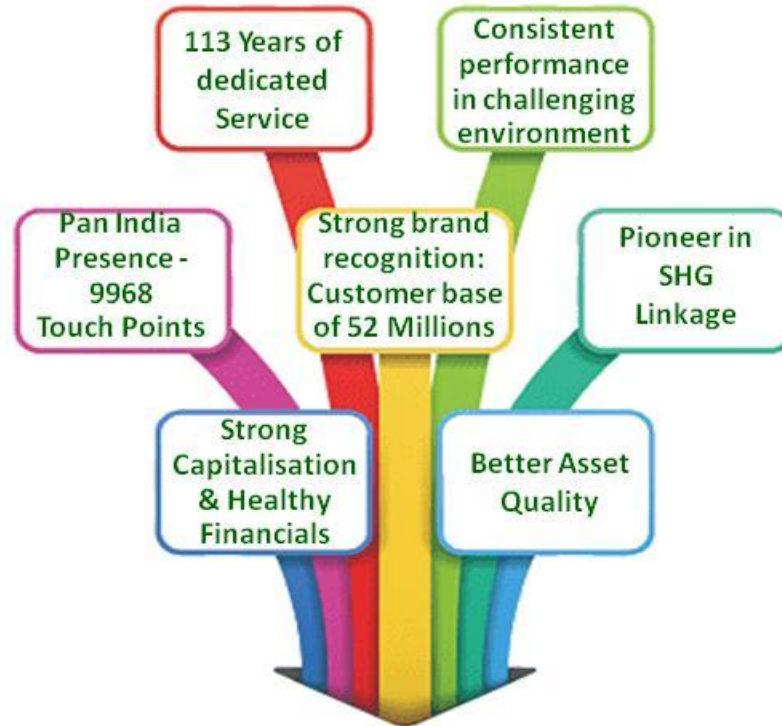 113 Years of
dedicated
Service
Consistent
performance
in challenging
environment
Pan India
Presence -
9968
Touch Points
Strong brand
recognition:
Customer base
of 52 Millions
Pioneer in
SHG
Linkage
Strong
Capitalisation
& Healthy
Financials
Better Asset
Quality